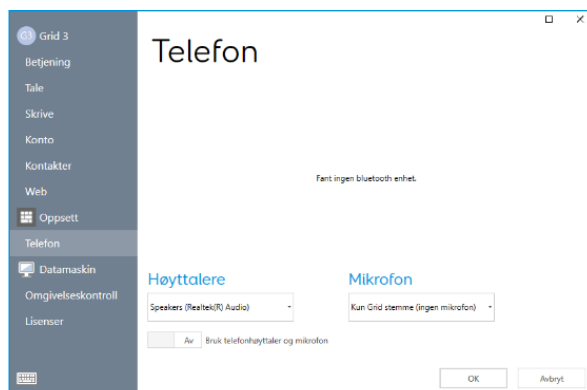 G3 Grid 3
Betjening
Tale
Skrive
Konto
Kontakter
Web
Oppsett
Telefon
Datamaskin
Omgivelseskontroll
Lisenser
Telefon
Fant ingen bluetooth enhet.
Høyttalere
Mikrofon
Speakers (Realtek(R) Audio)
Kun Grid stemme (ingen mikrofon)
Av Bruk telefonhøyttaler og mikrofon
OK
Avbryt